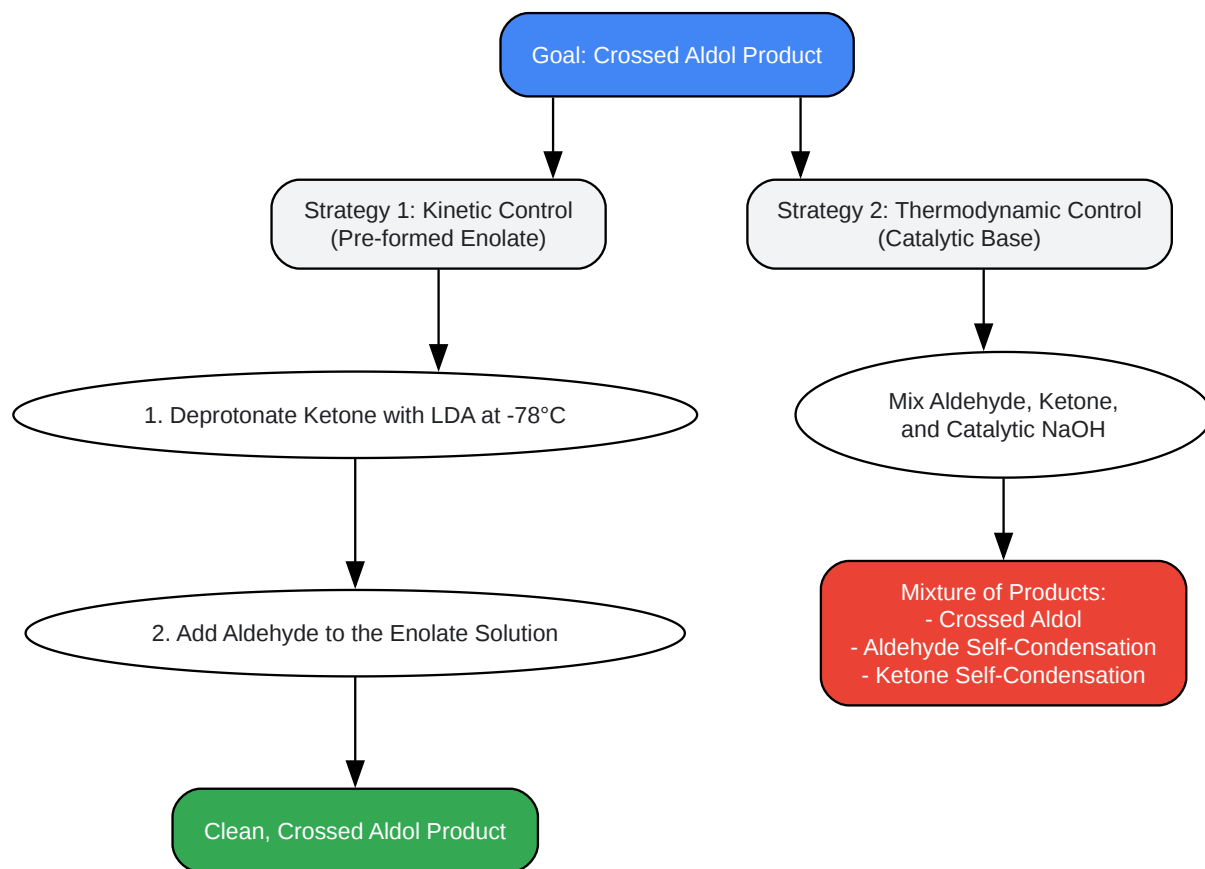 Goal: Crossed Aldol Product
Strategy 1: Kinetic Control
(Pre-formed Enolate)
Strategy 2: Thermodynamic Control
(Catalytic Base)
1. Deprotonate Ketone with LDA at -78°C
Mix Aldehyde, Ketone,
and Catalytic NaOH
2. Add Aldehyde to the Enolate Solution
Mixture of Products:
- Crossed Aldol
- Aldehyde Self-Condensation
- Ketone Self-Condensation
Clean, Crossed Aldol Product